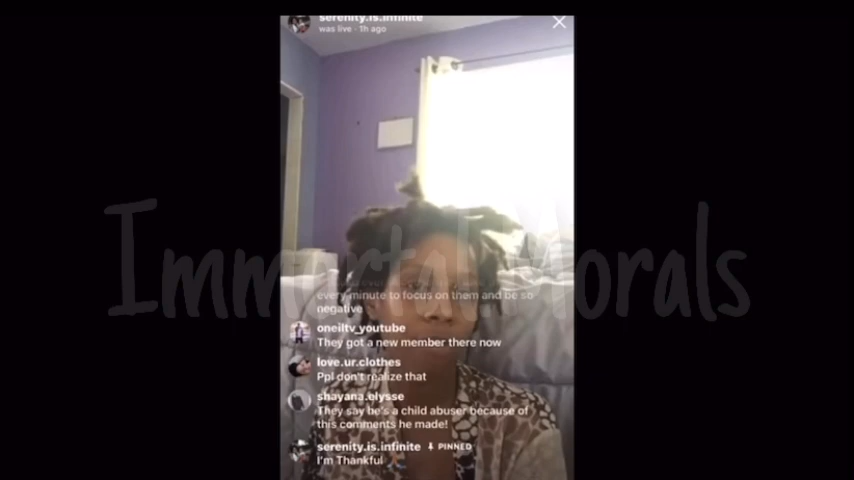 serenity.is.infinite
was live · 1h ago
Immortal Morals
every minute to focus on them and be so
negative
oneiltv_youtube
They got a new member there now
love.ur.clothes
Ppl don't realize that
shayana.elysse
They say he's a child abuser because of
this comments he made!
serenity.is.infinite PINNED
I'm Thankful